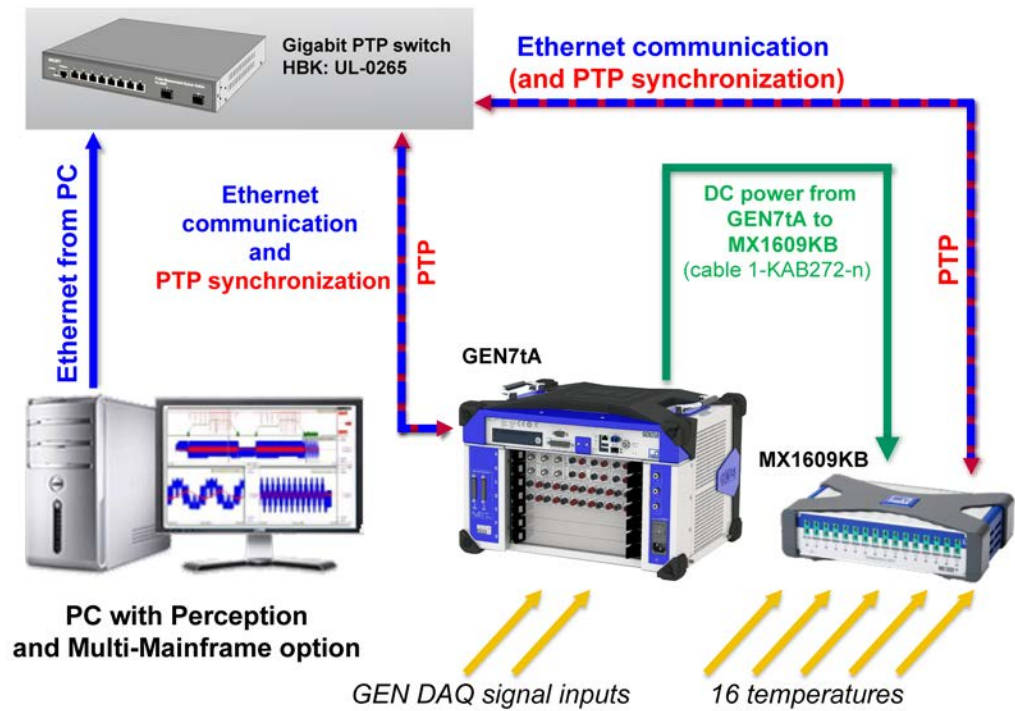 Gigabit PTP switch
HBK: UL-0265
Ethernet communication
(and PTP synchronization)
Ethernet from PC
Ethernet
communication
and
PTP synchronization
PTP
DC power from
GEN7tA to
MX1609KB
(cable 1-KAB272-n)
PTP
GEN7tA
MX1609KB
PC with Perception
and Multi-Mainframe option
GEN DAQ signal inputs
16 temperatures